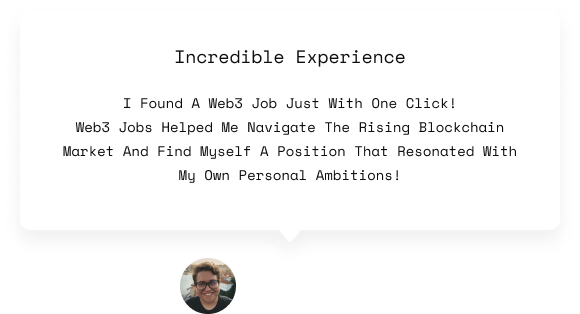 Incredible Experience
I Found A Web3 Job Just With One Click!
Web3 Jobs Helped Me Navigate The Rising Blockchain
Market And Find Myself A Position That Resonated With
My Own Personal Ambitions!